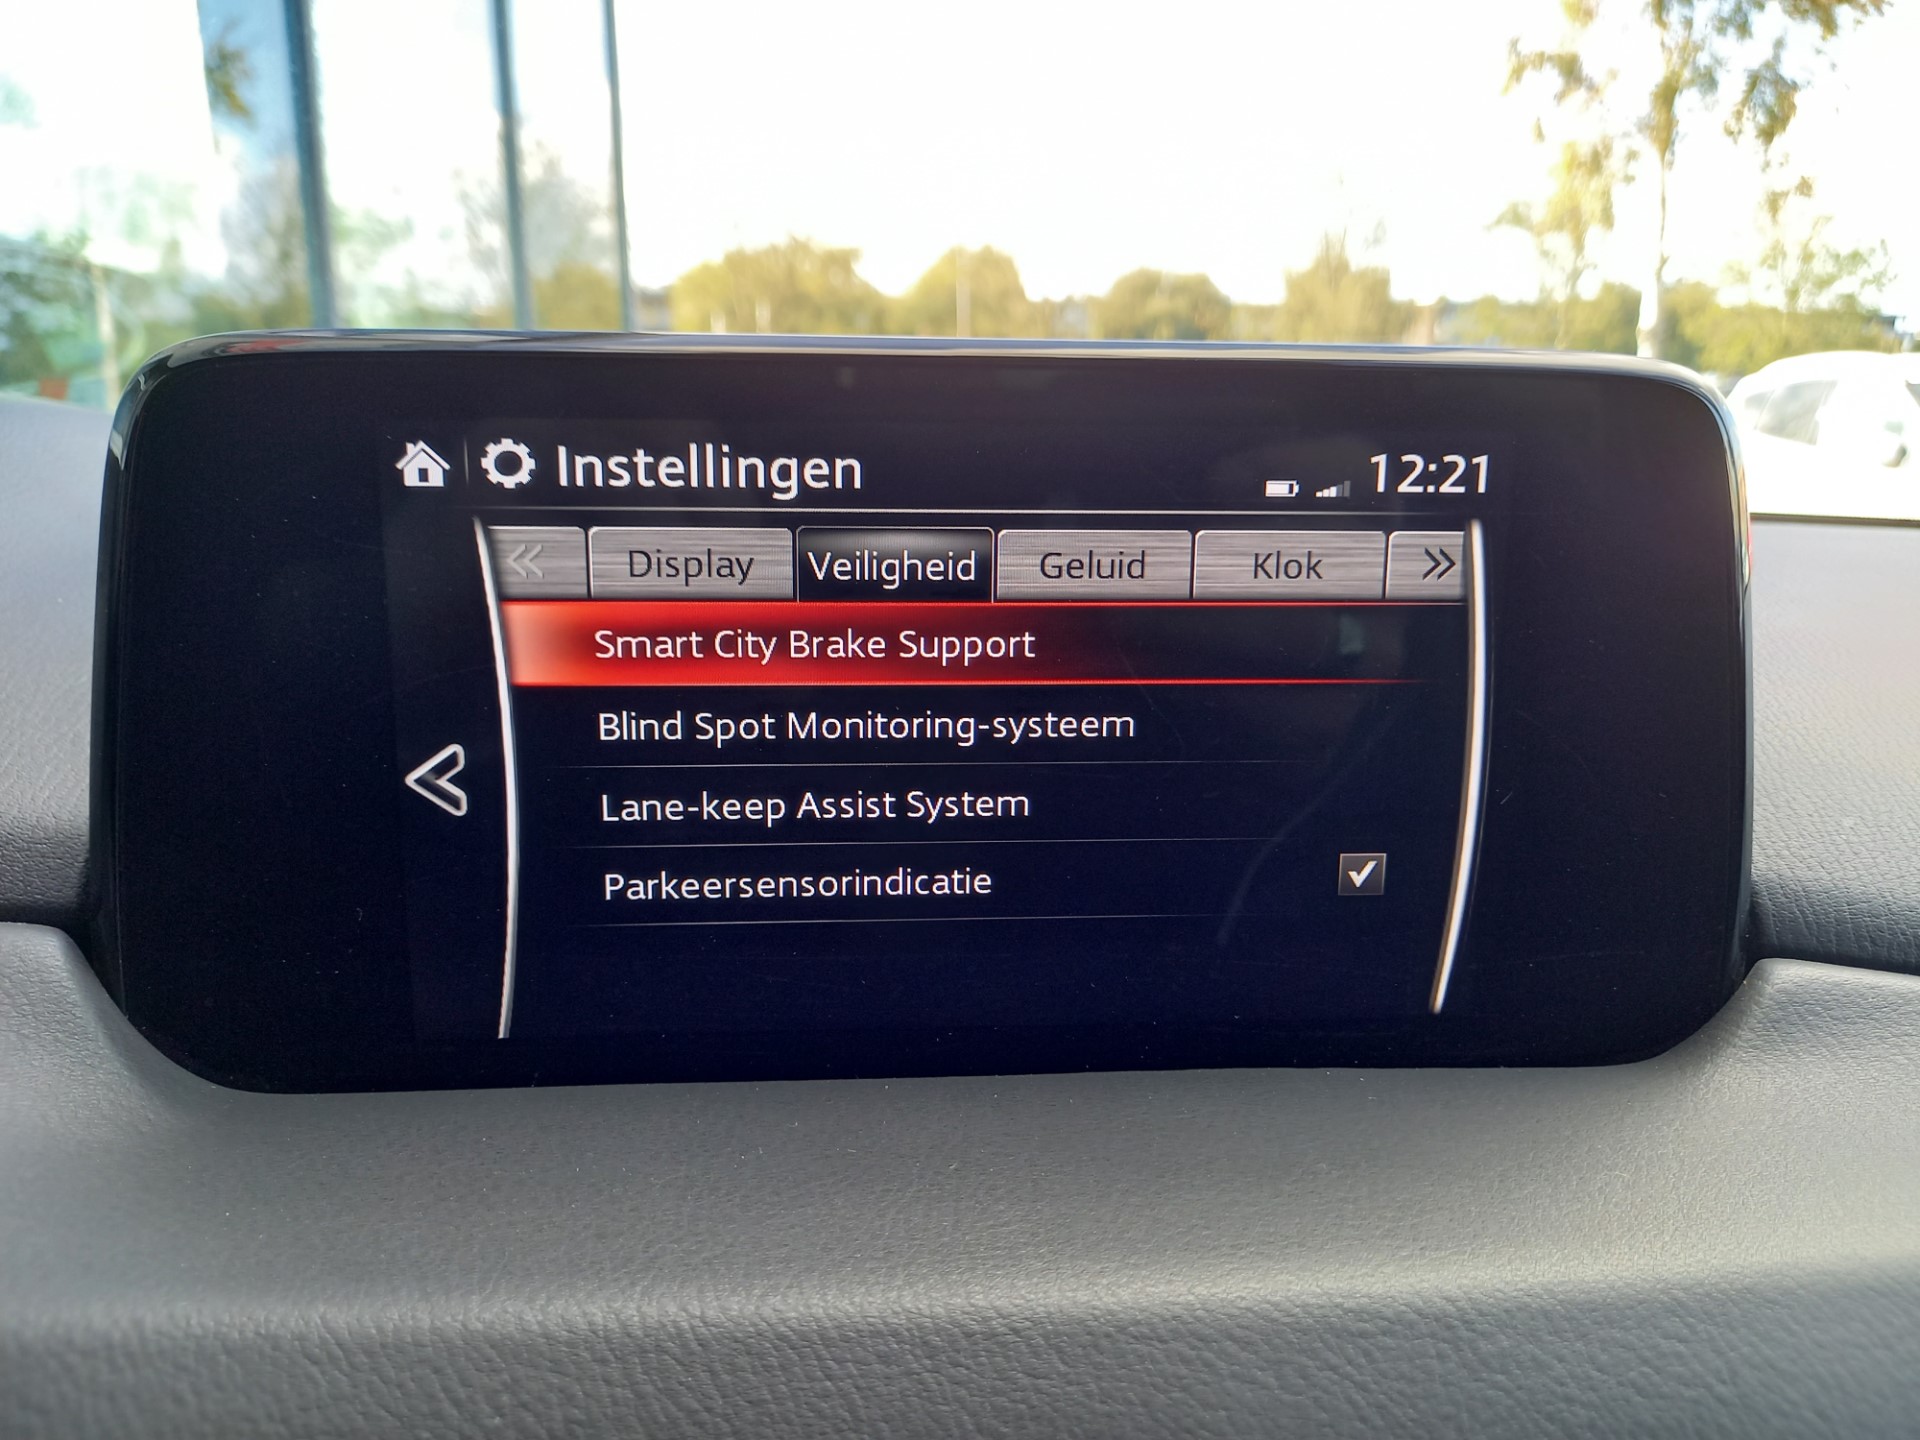 Instellingen
12:21
Display
Veiligheid
Geluid
Klok
Smart City Brake Support
Blind Spot Monitoring-systeem
Lane-keep Assist System
Parkeersensorindicatie